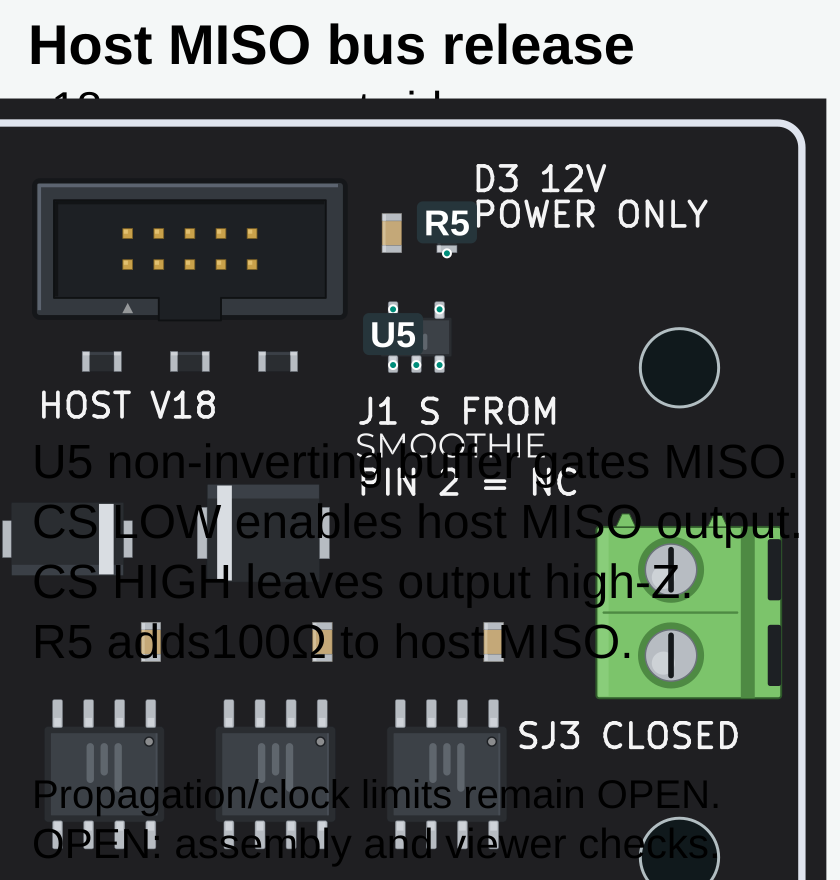 Host MISO bus release
D3 12V
POWER ONLY
R5
U5
HOST V18
J1 S FROM
SMOOTHIE
PIN 2 = NC
U5 non-inverting buffer gates MISO.
CS LOW enables host MISO output.
CS HIGH leaves output high-Z.
R5 adds100Ω to host MISO.
SJ3 CLOSED
Propagation/clock limits remain OPEN.
OPEN: assembly and viewer checks.